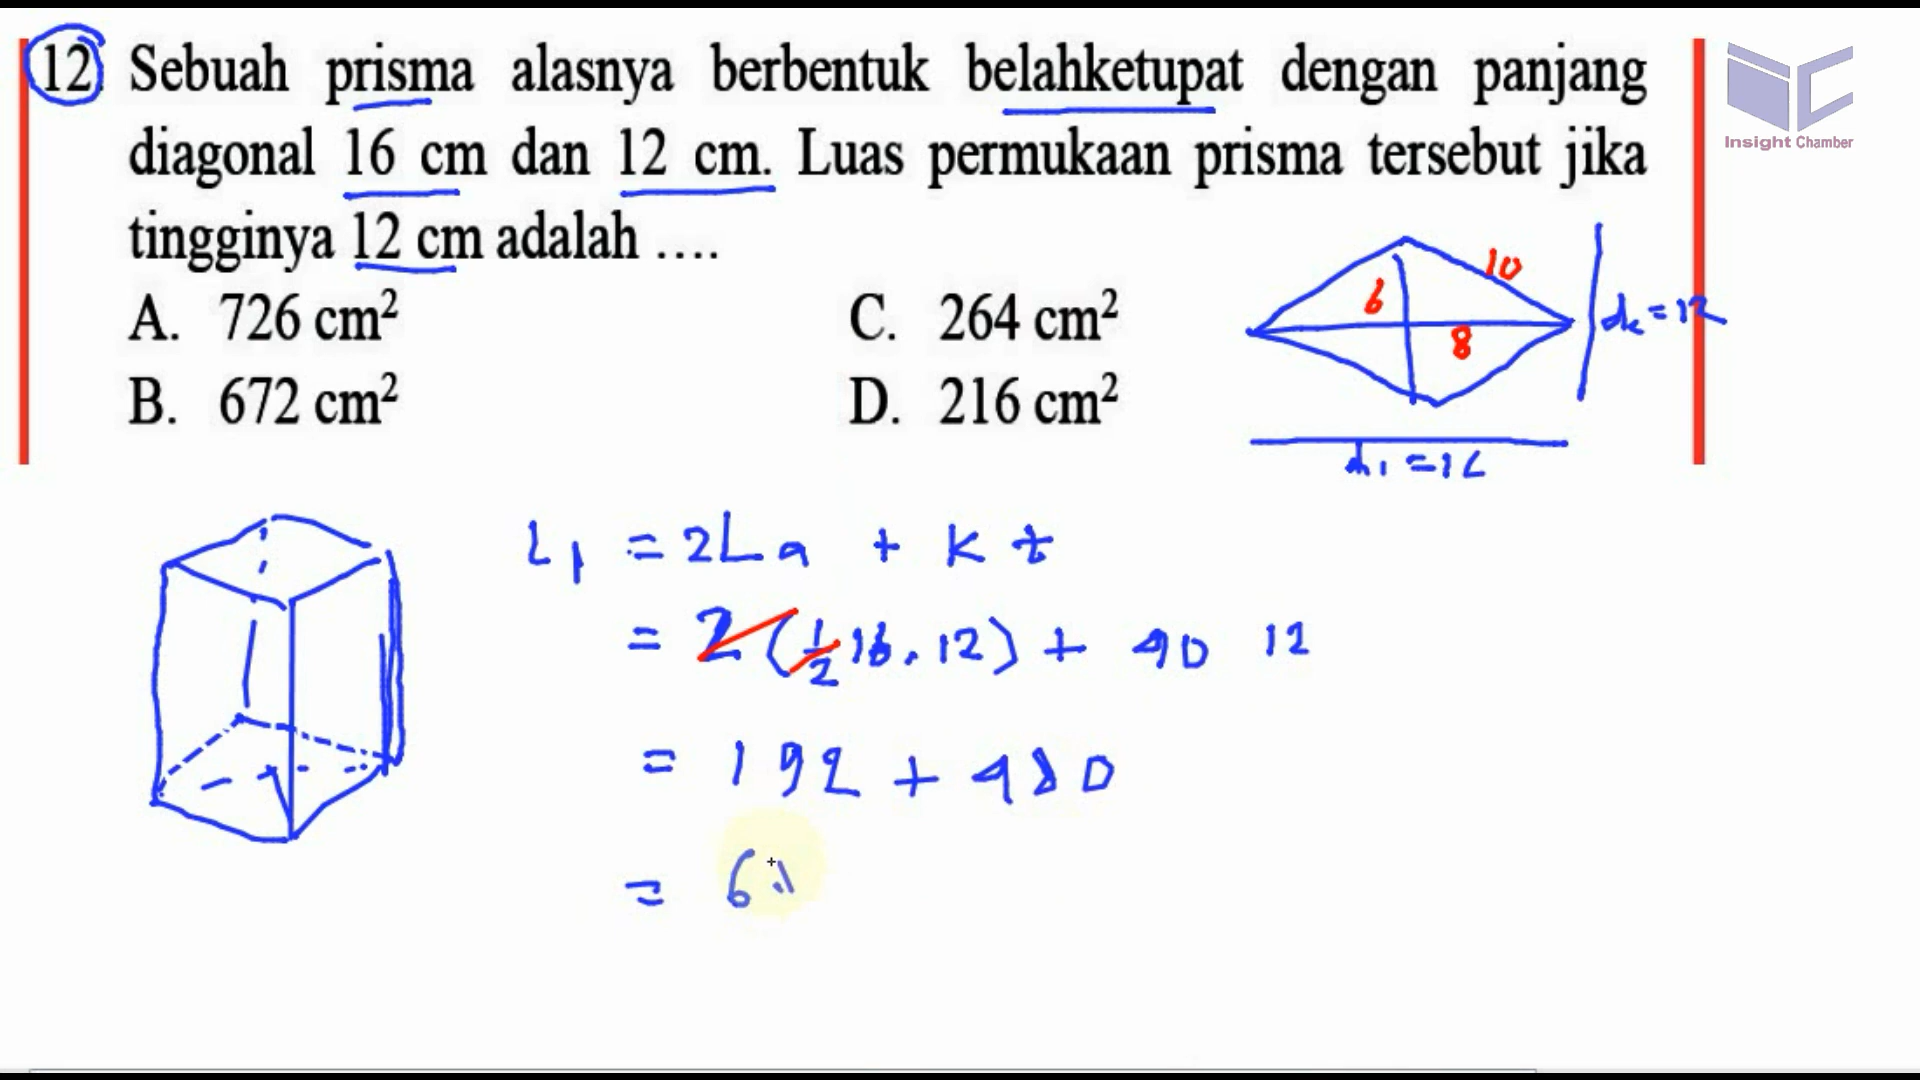 12. Sebuah prisma alasnya berbentuk belahketupat dengan panjang
diagonal 16 cm dan 12 cm. Luas permukaan prisma tersebut jika
tingginya 12 cm adalah ....
A. 726 cm²
B. 672 cm²
C. 264 cm²
D. 216 cm²
Insight Chamber
10
6
8
d₂ = 12
d₁ = 16
Lp = 2La + K t
= 2 (1/2 16 . 12) + 40 12
= 192 + 480
= 6